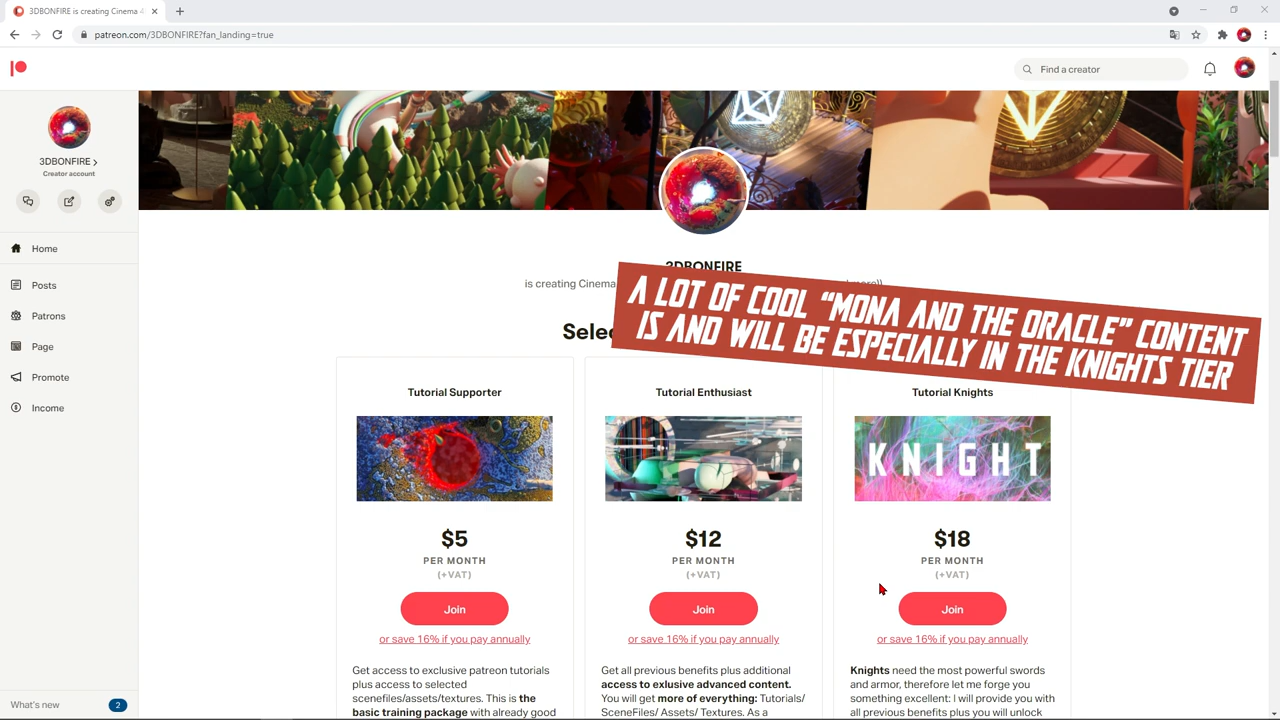 3DBONFIRE is creating Cinema 4
patreon.com/3DBONFIRE?fan_landing=true
Find a creator
3DBONFIRE
Creator account
Home
Posts
Patrons
Page
Promote
Income
What's new
2
3DBONFIRE
is creating Cinema
Selec
A LOT OF COOL “MONA AND THE ORACLE” CONTENT
IS AND WILL BE ESPECIALLY IN THE KNIGHTS TIER
Tutorial Supporter
$5
PER MONTH
(+VAT)
Join
or save 16% if you pay annually
Get access to exclusive patreon tutorials
plus access to selected
scenefiles/assets/textures. This is the
basic training package with already good
Tutorial Enthusiast
$12
PER MONTH
(+VAT)
Join
or save 16% if you pay annually
Get all previous benefits plus additional
access to exlusive advanced content.
You will get more of everything: Tutorials/
SceneFiles/ Assets/ Textures. As a
Tutorial Knights
KNIGHT
$18
PER MONTH
(+VAT)
Join
or save 16% if you pay annually
Knights need the most powerful swords
and armor, therefore let me forge you
something excellent: I will provide you with
all previous benefits plus you will unlock